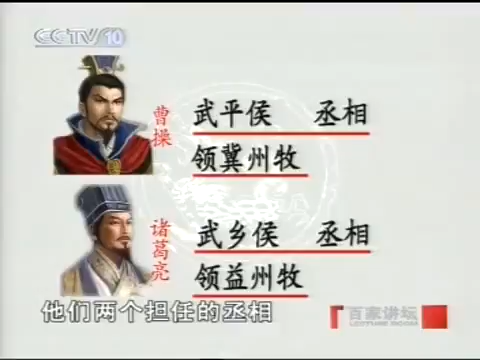 CCTV 10
曹操
武平侯 丞相
领冀州牧
诸葛亮
武乡侯 丞相
领益州牧
他们两个担任的丞相
百家讲坛
LECTURE ROOM